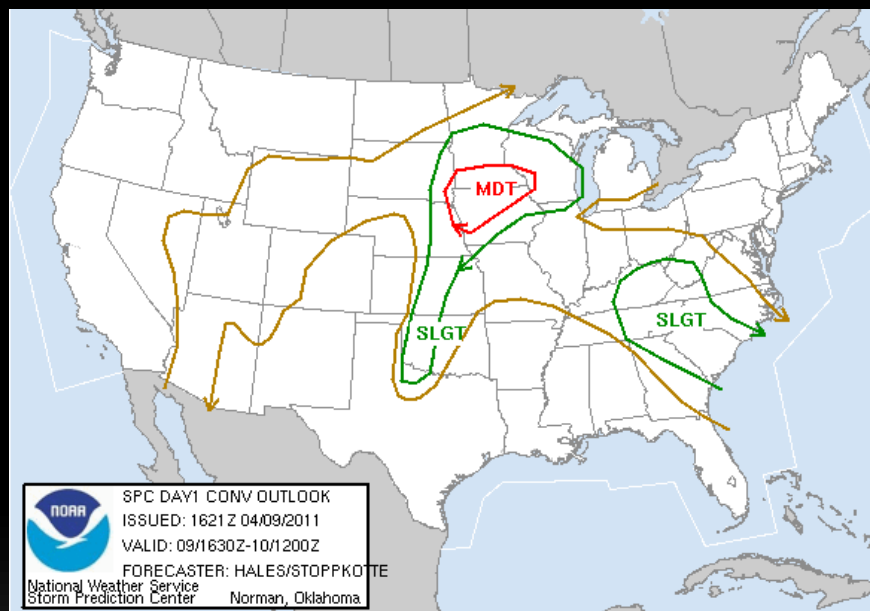 MDT
SLGT
SLGT
NOAA
SPC DAY1 CONV OUTLOOK
ISSUED: 1621Z 04/09/2011
VALID: 09/1630Z-10/1200Z
FORECASTER: HALES/STOPPKOTTE
National Weather Service
Storm Prediction Center Norman, Oklahoma